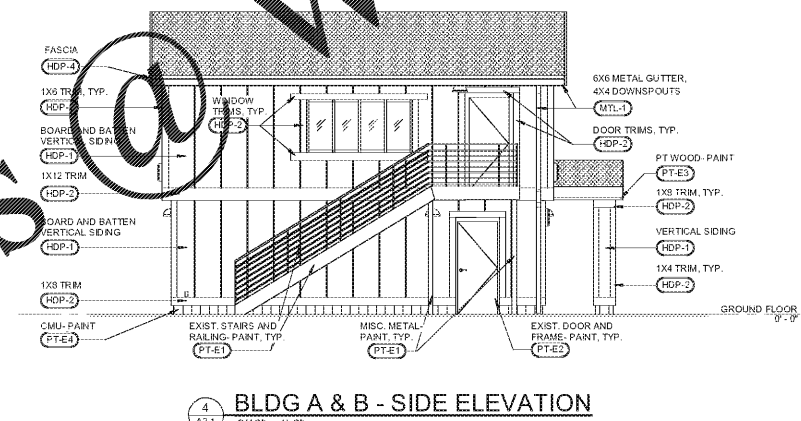 FASCIA
HDP-4
1X6 TRIM, TYP.
BOARD AND BATTEN
VERTICAL SIDING
HDP-1
1X12 TRIM
HDP-2
BOARD AND BATTEN
VERTICAL SIDING
HDP-1
1X8 TRIM
HDP-2
CMU- PAINT
PT-E4
WINDOW
TRIMS, TYP.
HDP-2
EXIST. STAIRS AND
RAILING- PAINT, TYP.
PT-E1
MISC. METAL-
PAINT, TYP.
PT-E1
EXIST. DOOR AND
FRAME- PAINT, TYP.
PT-E2
6X6 METAL GUTTER,
4X4 DOWNSPOUTS
MTL-1
DOOR TRIMS, TYP.
HDP-2
PT WOOD- PAINT
PT-E3
1X8 TRIM, TYP.
HDP-2
VERTICAL SIDING
HDP-1
1X4 TRIM, TYP.
HDP-2
GROUND FLOOR
0' - 0"
4
BLDG A & B - SIDE ELEVATION